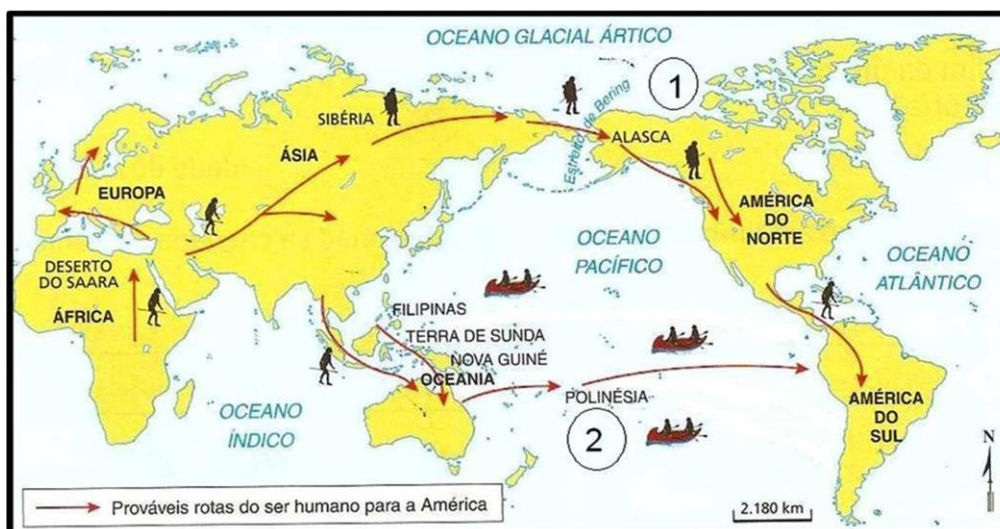 OCEANO GLACIAL ÁRTICO
1
Estreito de Bering
SIBÉRIA
ALASCA
ÁSIA
EUROPA
AMÉRICA
DO
NORTE
OCEANO
PACÍFICO
OCEANO
ATLÂNTICO
DESERTO
DO SAARA
ÁFRICA
FILIPINAS
TERRA DE SUNDA
NOVA GUINÉ
OCEANIA
POLINÉSIA
2
OCEANO
ÍNDICO
AMÉRICA
DO
SUL
N
Prováveis rotas do ser humano para a América
2.180 km